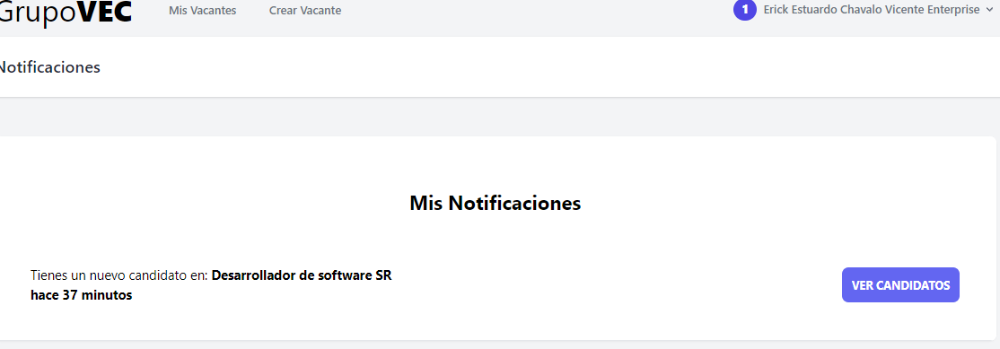 GrupoVEC Mis Vacantes Crear Vacante 1 Erick Estuardo Chavalo Vicente Enterprise
Notificaciones
Mis Notificaciones
Tienes un nuevo candidato en: Desarrollador de software SR
hace 37 minutos
VER CANDIDATOS